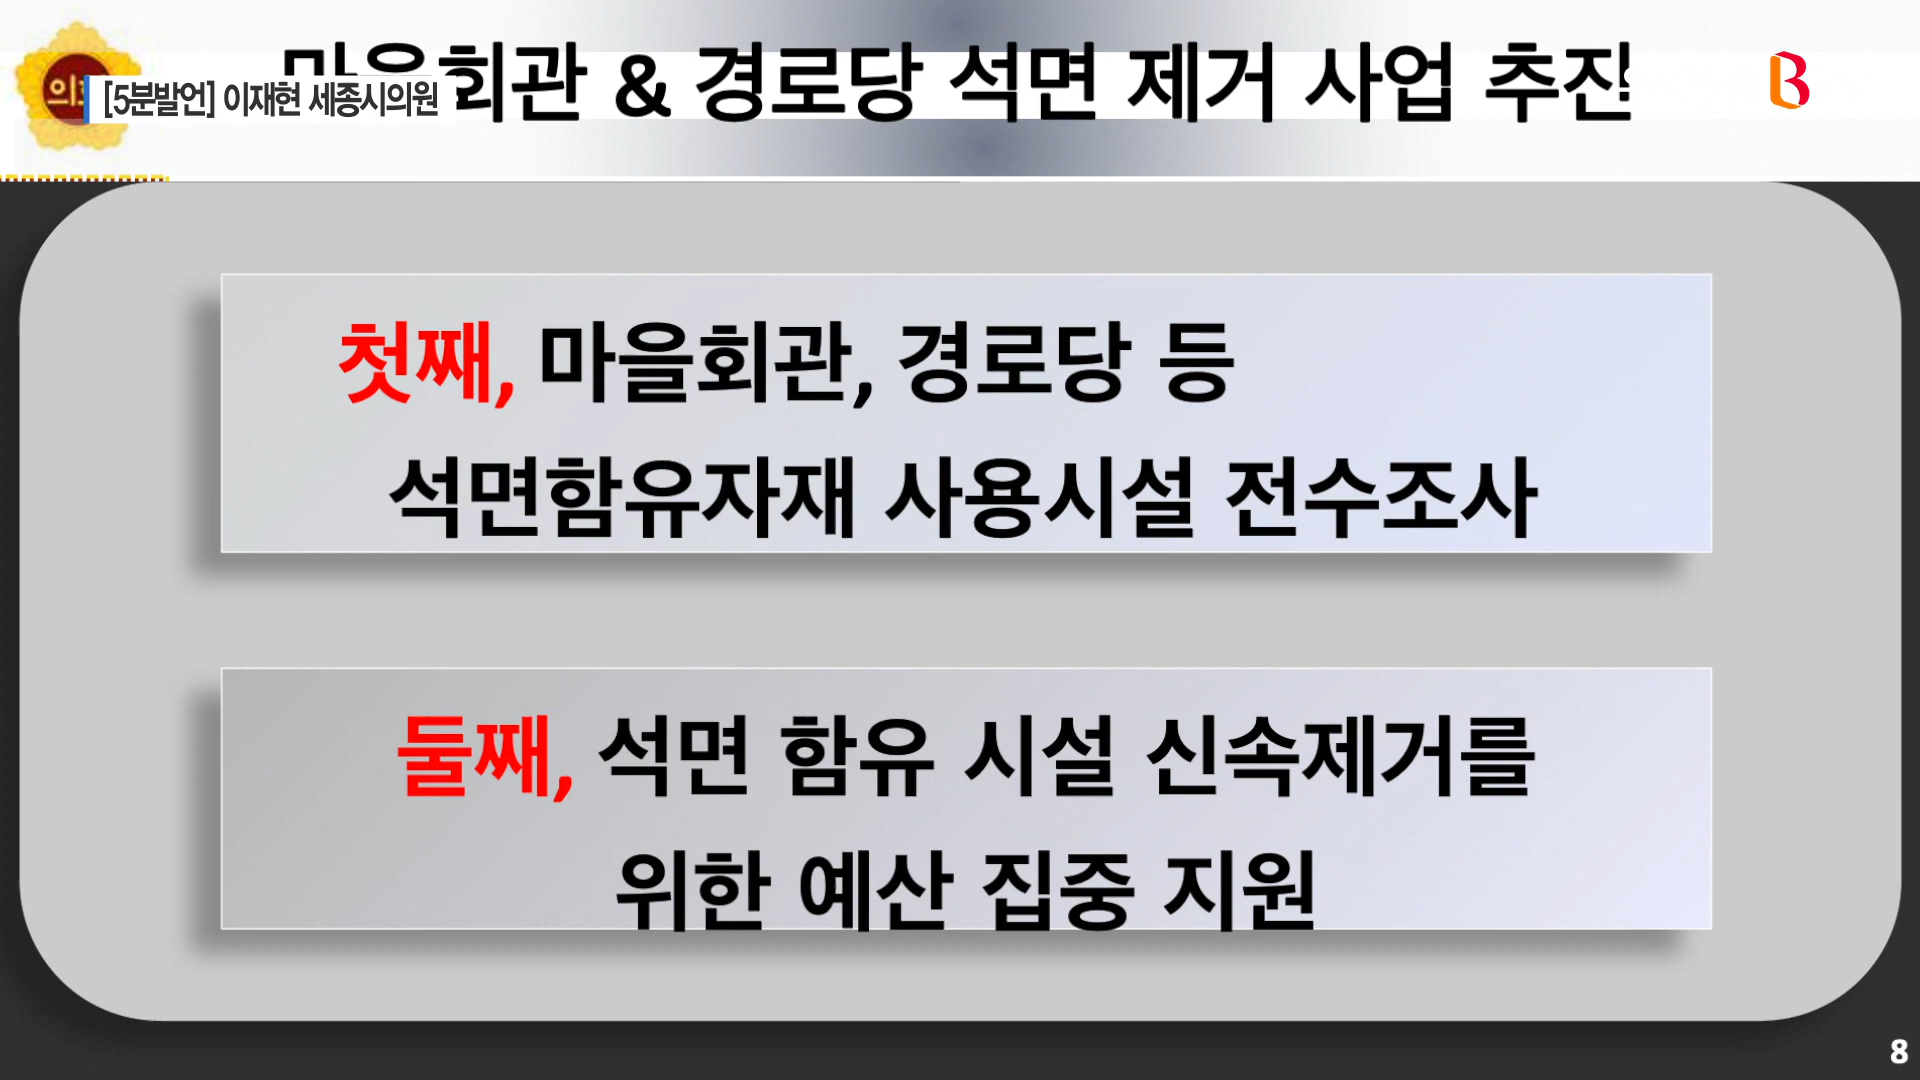 마을회관 & 경로당 석면 제거 사업 추진
[5분발언] 이재현 세종시의원
첫째, 마을회관, 경로당 등
석면함유자재 사용시설 전수조사
둘째, 석면 함유 시설 신속제거를
위한 예산 집중 지원
8